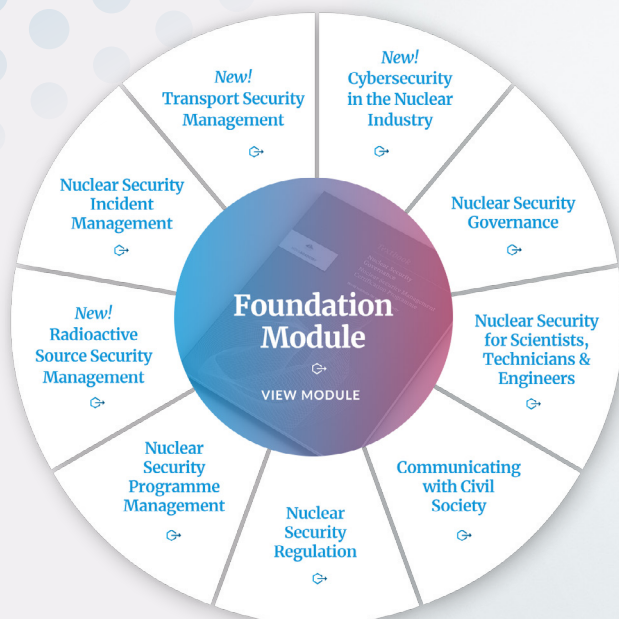 New!
Cybersecurity
in the Nuclear
Industry
Nuclear Security
Governance
Nuclear Security
for Scientists,
Technicians &
Engineers
Communicating
with Civil
Society
Nuclear
Security
Regulation
Nuclear
Security
Programme
Management
New!
Radioactive
Source Security
Management
Nuclear Security
Incident
Management
New!
Transport Security
Management
Foundation
Module
VIEW MODULE